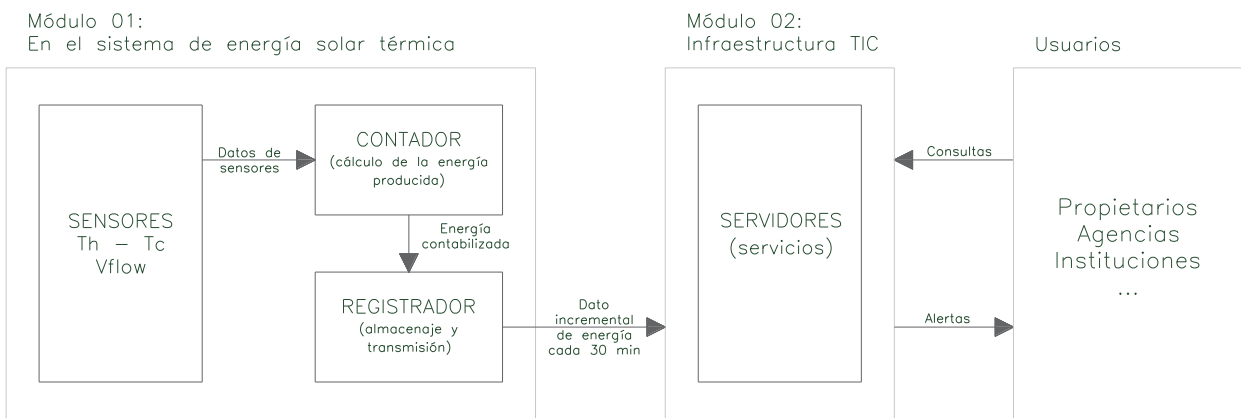 Módulo 01:
En el sistema de energía solar térmica
SENSORES
Th - Tc
Vflow
Datos de
sensores
CONTADOR
(cálculo de la energía
producida)
Energía
contabilizada
REGISTRADOR
(almacenaje y
transmisión)
Dato
incremental
de energía
cada 30 min
Módulo 02:
Infraestructura TIC
SERVIDORES
(servicios)
Usuarios
Consultas
Alertas
Propietarios
Agencias
Instituciones
...